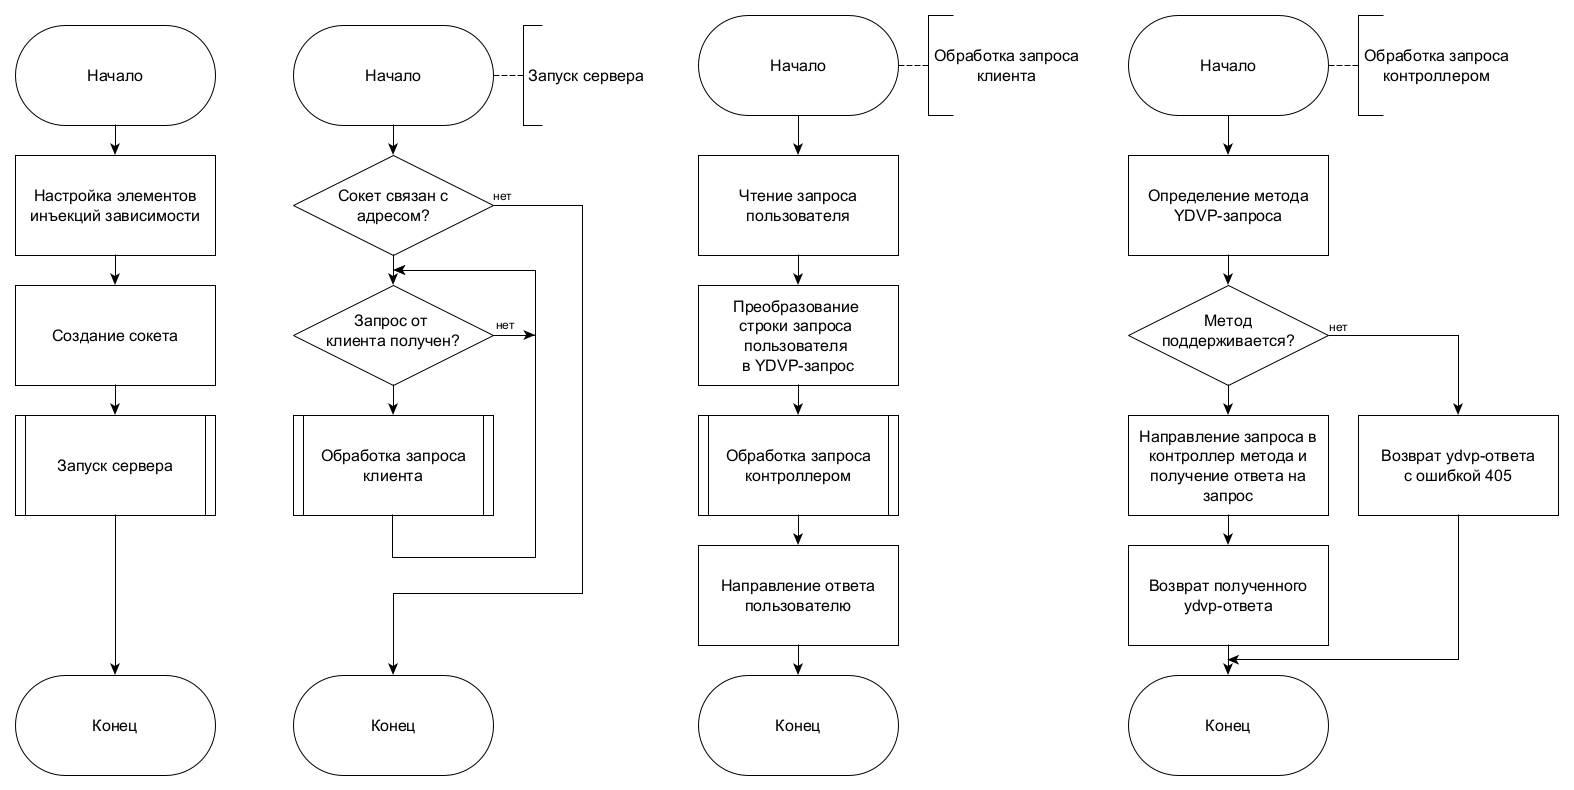 Начало
Настройка элементов
инъекций зависимости
Создание сокета
Запуск сервера
Конец
Начало
Запуск сервера
Сокет связан с
адресом?
нет
Запрос от
клиента получен?
нет
Обработка запроса
клиента
Конец
Начало
Обработка запроса
клиента
Чтение запроса
пользователя
Преобразование
строки запроса
пользователя
в YDVP-запрос
Обработка запроса
контроллером
Направление ответа
пользователю
Конец
Начало
Обработка запроса
контроллером
Определение метода
YDVP-запроса
Метод
поддерживается?
нет
Направление запроса в
контроллер метода и
получение ответа на
запрос
Возврат ydvp-ответа
с ошибкой 405
Возврат полученного
ydvp-ответа
Конец